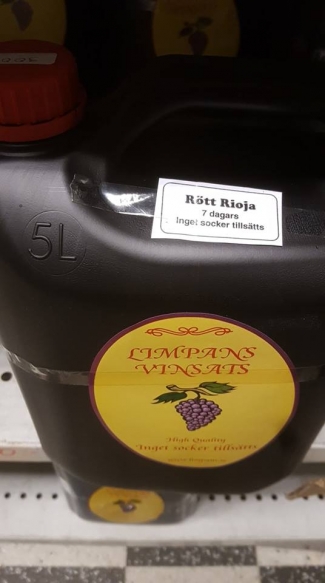 Rött Rioja
7 dagars
Inget socker tillsätts
5L
LIMPANS
VINSATS
High Quality
Inget socker tillsätts